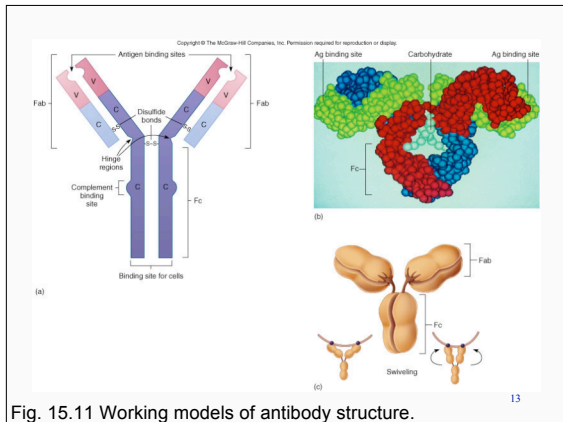 Copyright © The McGraw-Hill Companies, Inc. Permission required for reproduction or display.
Antigen binding sites
Fab
V
V
V
V
C
C
C
C
Fab
Disulfide
bonds
S-S
S-S
S-S-
Hinge
regions
Complement
binding
site
C
C
Fc
Binding site for cells
(a)
Ag binding site
Carbohydrate
Ag binding site
Fc
(b)
Fab
Fc
Swiveling
(c)
13
Fig. 15.11 Working models of antibody structure.